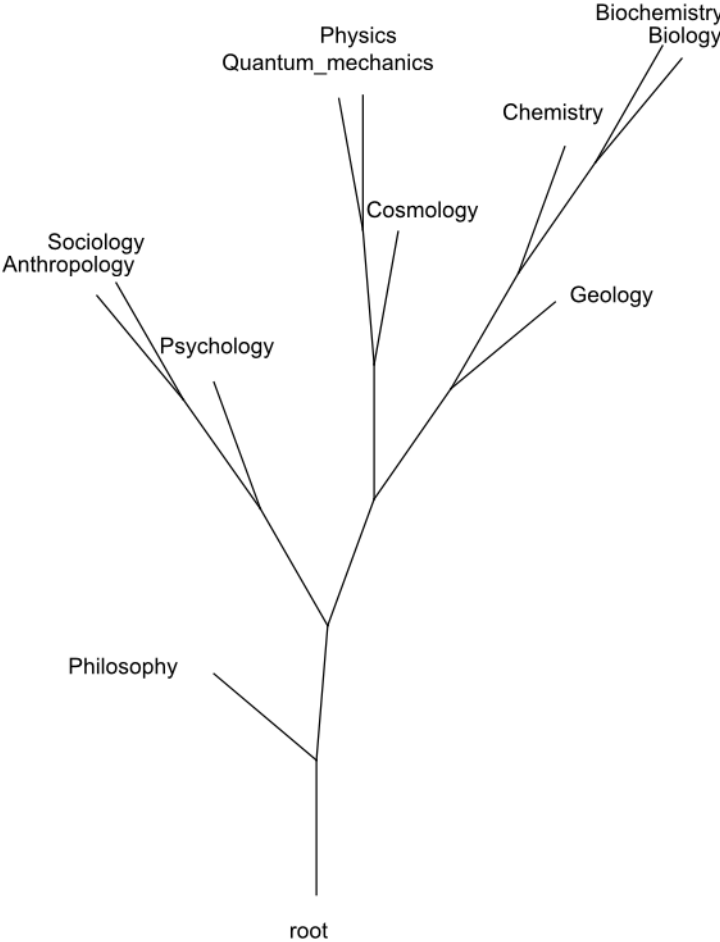 Biochemistry
Biology
Physics
Quantum_mechanics
Chemistry
Cosmology
Sociology
Anthropology
Geology
Psychology
Philosophy
root